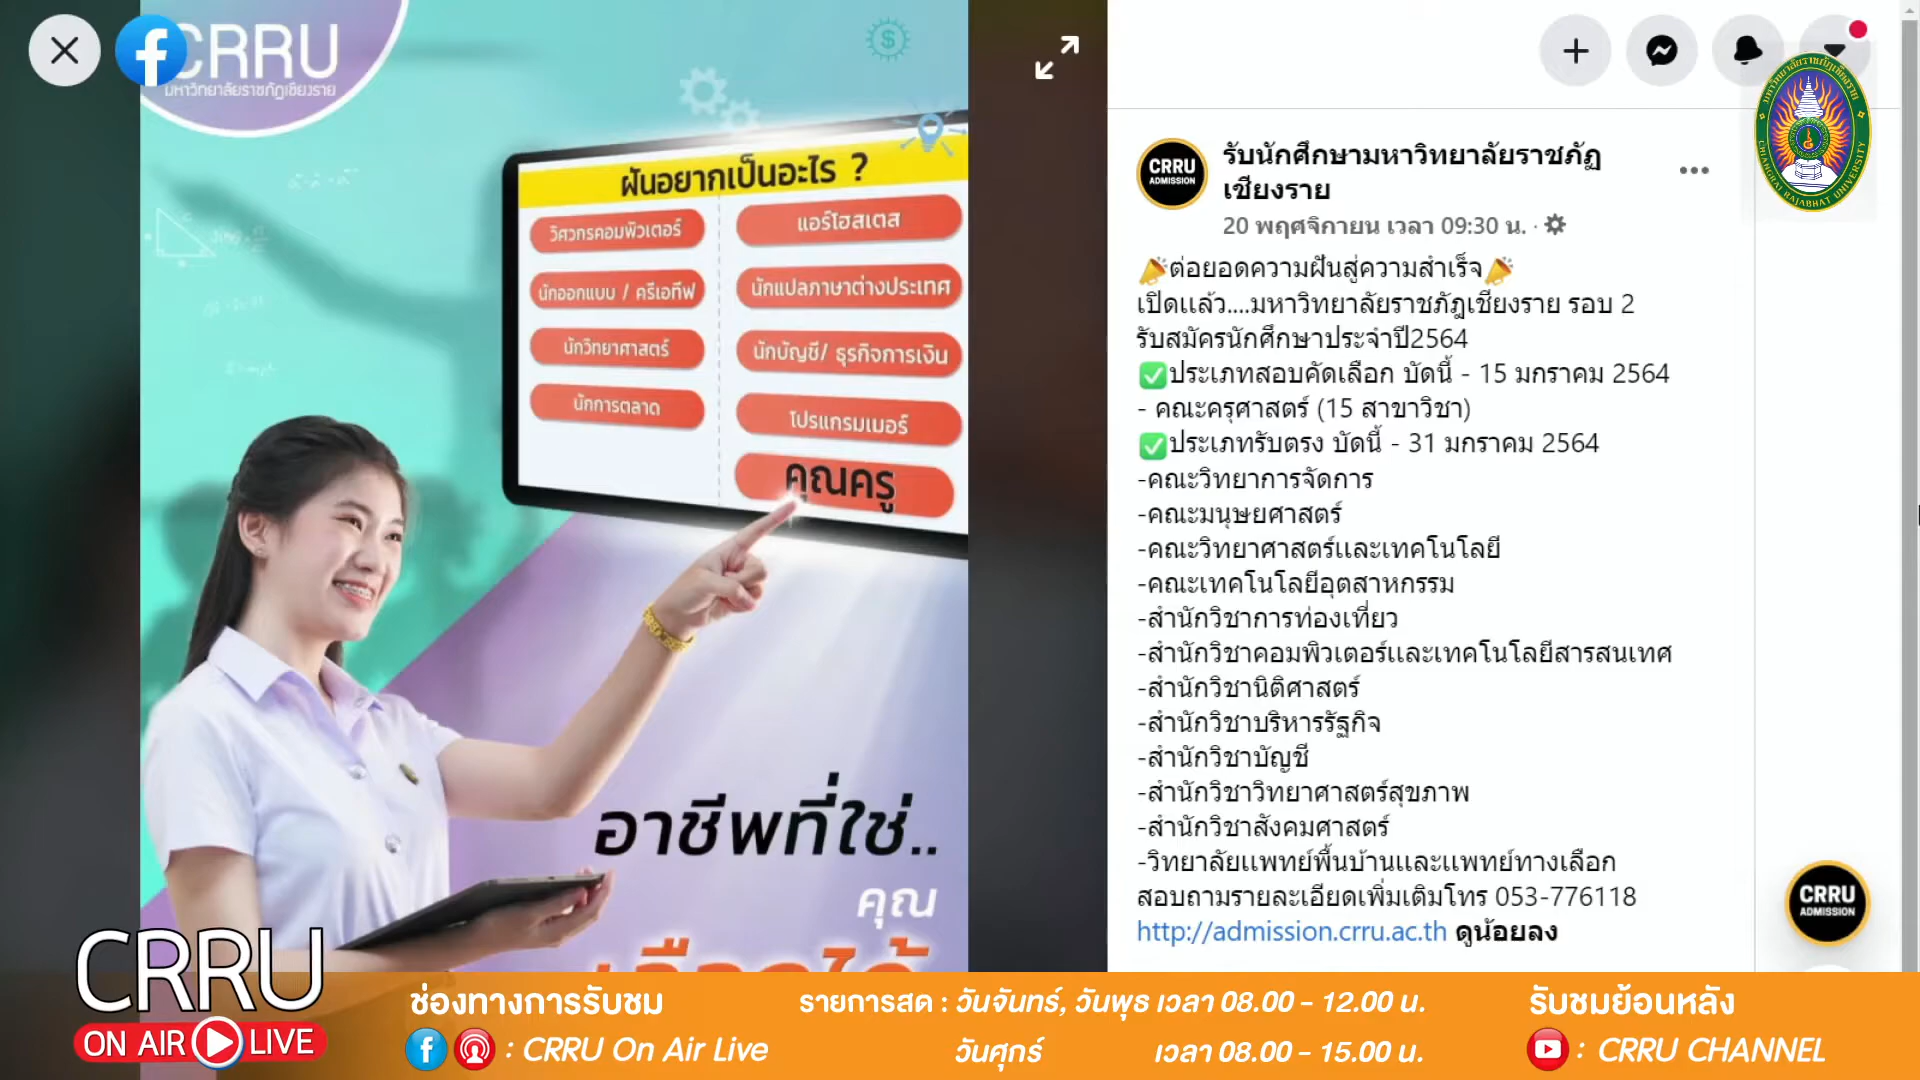 CRRU
มหาวิทยาลัยราชภัฏเชียงราย
ฝันอยากเป็นอะไร ?
วิศวกรคอมพิวเตอร์
แอร์โฮสเตส
นักออกแบบ / ครีเอทีฟ
นักแปลภาษาต่างประเทศ
นักวิทยาศาสตร์
นักบัญชี/ ธุรกิจการเงิน
นักการตลาด
โปรแกรมเมอร์
คุณครู
อาชีพที่ใช่..
คุณ
เลือกได้
CRRU
ADMISSION
รับนักศึกษามหาวิทยาลัยราชภัฏ
เชียงราย
20 พฤศจิกายน เวลา 09:30 น. ·
📣ต่อยอดความฝันสู่ความสำเร็จ📣
เปิดแล้ว....มหาวิทยาลัยราชภัฎเชียงราย รอบ 2
รับสมัครนักศึกษาประจำปี2564
✅ประเภทสอบคัดเลือก บัดนี้ - 15 มกราคม 2564
- คณะครุศาสตร์ (15 สาขาวิชา)
✅ประเภทรับตรง บัดนี้ - 31 มกราคม 2564
-คณะวิทยาการจัดการ
-คณะมนุษยศาสตร์
-คณะวิทยาศาสตร์และเทคโนโลยี
-คณะเทคโนโลยีอุตสาหกรรม
-สำนักวิชาการท่องเที่ยว
-สำนักวิชาคอมพิวเตอร์และเทคโนโลยีสารสนเทศ
-สำนักวิชานิติศาสตร์
-สำนักวิชาบริหารรัฐกิจ
-สำนักวิชาบัญชี
-สำนักวิชาวิทยาศาสตร์สุขภาพ
-สำนักวิชาสังคมศาสตร์
-วิทยาลัยแพทย์พื้นบ้านและแพทย์ทางเลือก
สอบถามรายละเอียดเพิ่มเติมโทร 053-776118
http://admission.crru.ac.th ดูน้อยลง
มหาวิทยาลัยราชภัฏเชียงราย
CHIANGRAI RAJABHAT UNIVERSITY
CRRU
ADMISSION
CRRU
ON AIR LIVE
ช่องทางการรับชม
: CRRU On Air Live
รายการสด : วันจันทร์, วันพุธ เวลา 08.00 - 12.00 น.
วันศุกร์ เวลา 08.00 - 15.00 น.
รับชมย้อนหลัง
: CRRU CHANNEL